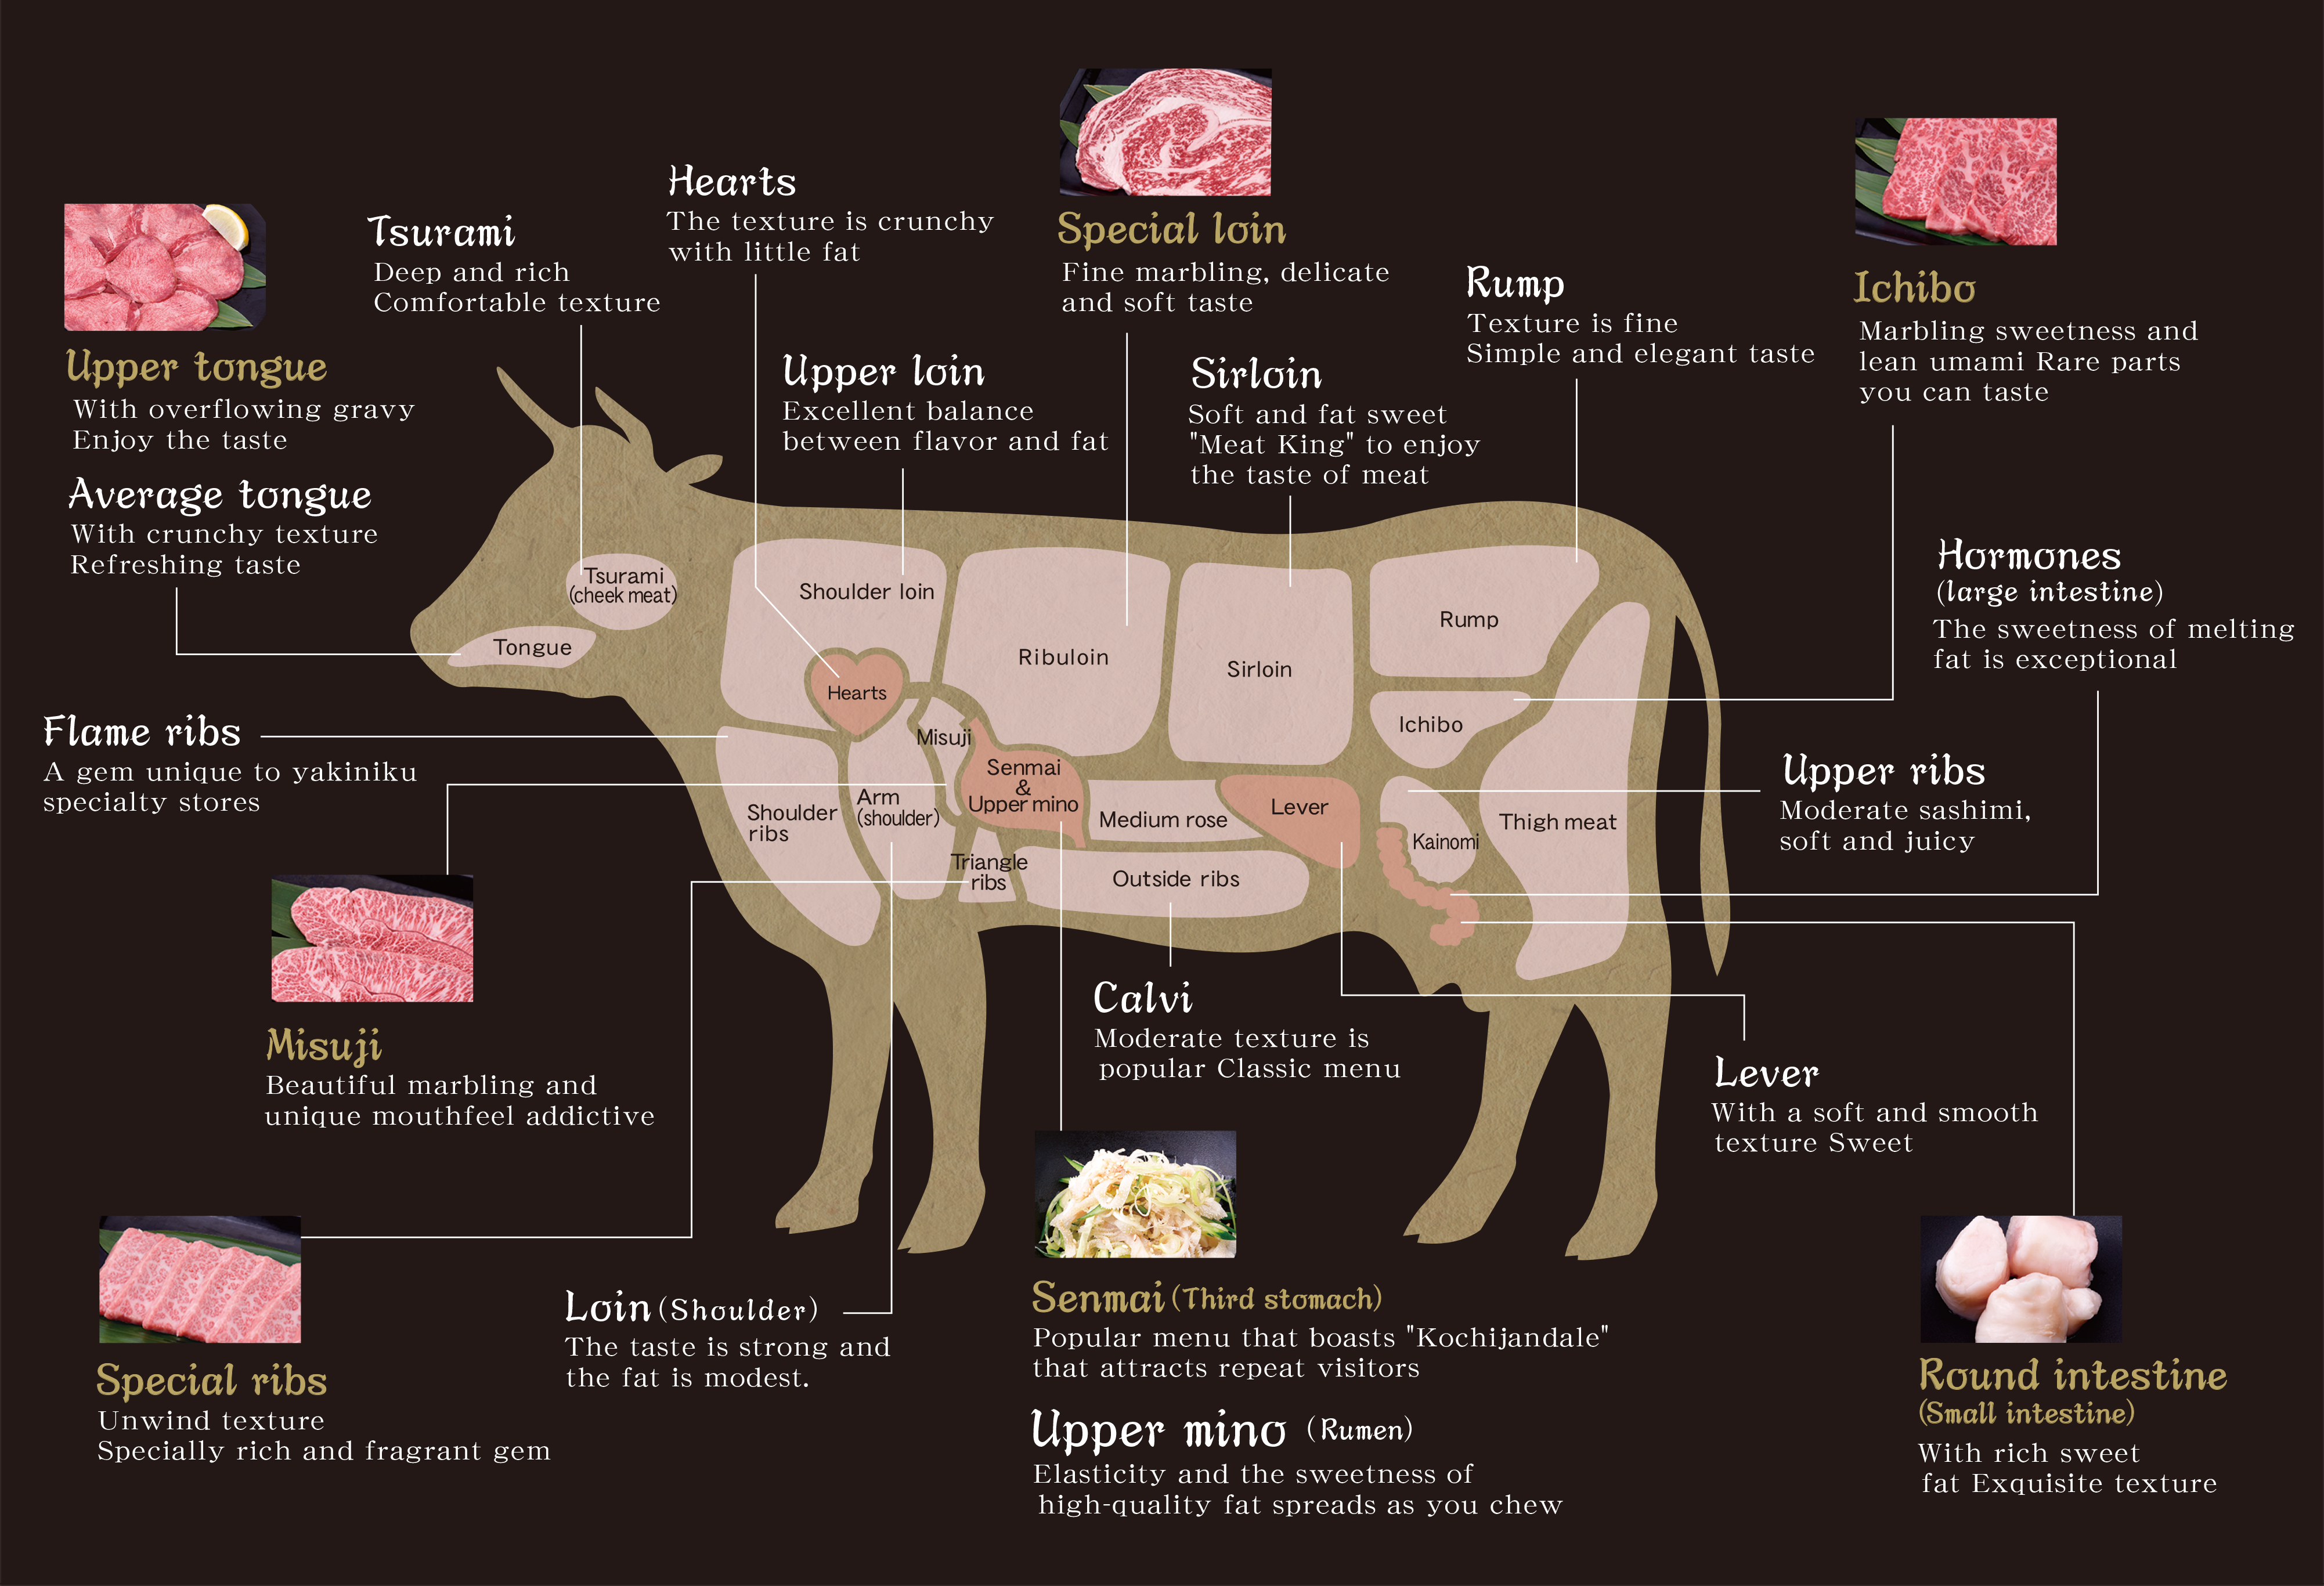 Hearts
The texture is crunchy
with little fat
Special loin
Fine marbling, delicate
and soft taste
Tsurami
Deep and rich
Comfortable texture
Rump
Texture is fine
Simple and elegant taste
Ichibo
Marbling sweetness and
lean umami Rare parts
you can taste
Upper tongue
With overflowing gravy
Enjoy the taste
Upper loin
Excellent balance
between flavor and fat
Sirloin
Soft and fat sweet
"Meat King" to enjoy
the taste of meat
Average tongue
With crunchy texture
Refreshing taste
Hormones
(large intestine)
The sweetness of melting
fat is exceptional
Tsurami
(cheek meat)
Tongue
Shoulder loin
Hearts
Ribuloin
Sirloin
Rump
Ichibo
Misuji
Senmai
&
Upper mino
Arm
(shoulder)
Shoulder
ribs
Medium rose
Lever
Kainomi
Thigh meat
Triangle
ribs
Outside ribs
Flame ribs
A gem unique to yakiniku
specialty stores
Upper ribs
Moderate sashimi,
soft and juicy
Misuji
Beautiful marbling and
unique mouthfeel addictive
Calvi
Moderate texture is
popular Classic menu
Lever
With a soft and smooth
texture Sweet
Special ribs
Unwind texture
Specially rich and fragrant gem
Loin (Shoulder)
The taste is strong and
the fat is modest.
Senmai (Third stomach)
Popular menu that boasts "Kochijandale"
that attracts repeat visitors
Upper mino (Rumen)
Elasticity and the sweetness of
high-quality fat spreads as you chew
Round intestine
(Small intestine)
With rich sweet
fat Exquisite texture